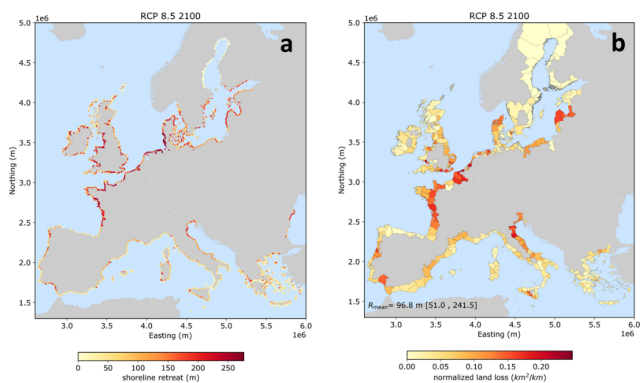 RCP 8.5 2100
1e6
5.0
a
4.5
4.0
Northing (m)
3.5
3.0
2.5
2.0
1.5
3.0 3.5 4.0 4.5 5.0 5.5 6.0
Easting (m)
1e6
0 50 100 150 200 250
shoreline retreat (m)
RCP 8.5 2100
1e6
5.0
b
4.5
4.0
Northing (m)
3.5
3.0
2.5
2.0
1.5
Rmean= 96.8 m [51.0 , 241.5]
3.0 3.5 4.0 4.5 5.0 5.5 6.0
Easting (m)
1e6
0.00 0.05 0.10 0.15 0.20
normalized land loss (km²/km)